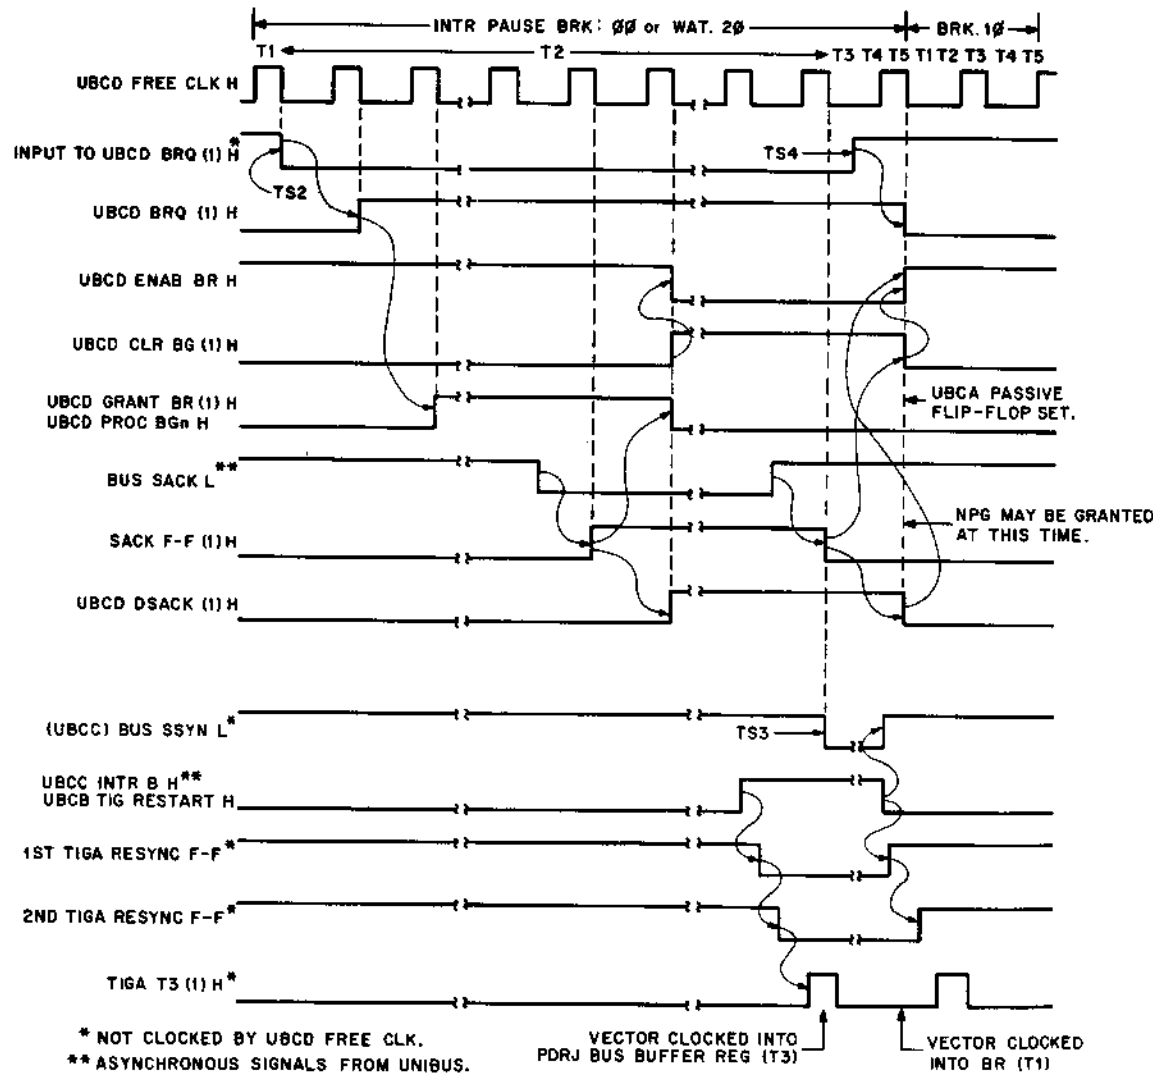 INTR PAUSE BRK: ØØ or WAT. 2Ø
BRK. 1Ø
T1 T2 T3 T4 T5 T1 T2 T3 T4 T5
UBCD FREE CLK H
INPUT TO UBCD BRQ (1) H*
TS2
TS4
UBCD BRQ (1) H
UBCD ENAB BR H
UBCD CLR BG (1) H
UBCD GRANT BR (1) H
UBCD PROC BGn H
UBCA PASSIVE
FLIP-FLOP SET.
BUS SACK L**
NPG MAY BE GRANTED
AT THIS TIME.
SACK F-F (1) H
UBCD DSACK (1) H
(UBCC) BUS SSYN L*
TS3
UBCC INTR B H**
UBCB TIG RESTART H
1ST TIGA RESYNC F-F*
2ND TIGA RESYNC F-F*
TIGA T3 (1) H*
* NOT CLOCKED BY UBCD FREE CLK.
** ASYNCHRONOUS SIGNALS FROM UNIBUS.
VECTOR CLOCKED INTO
PDRJ BUS BUFFER REG (T3)
VECTOR CLOCKED
INTO BR (T1)